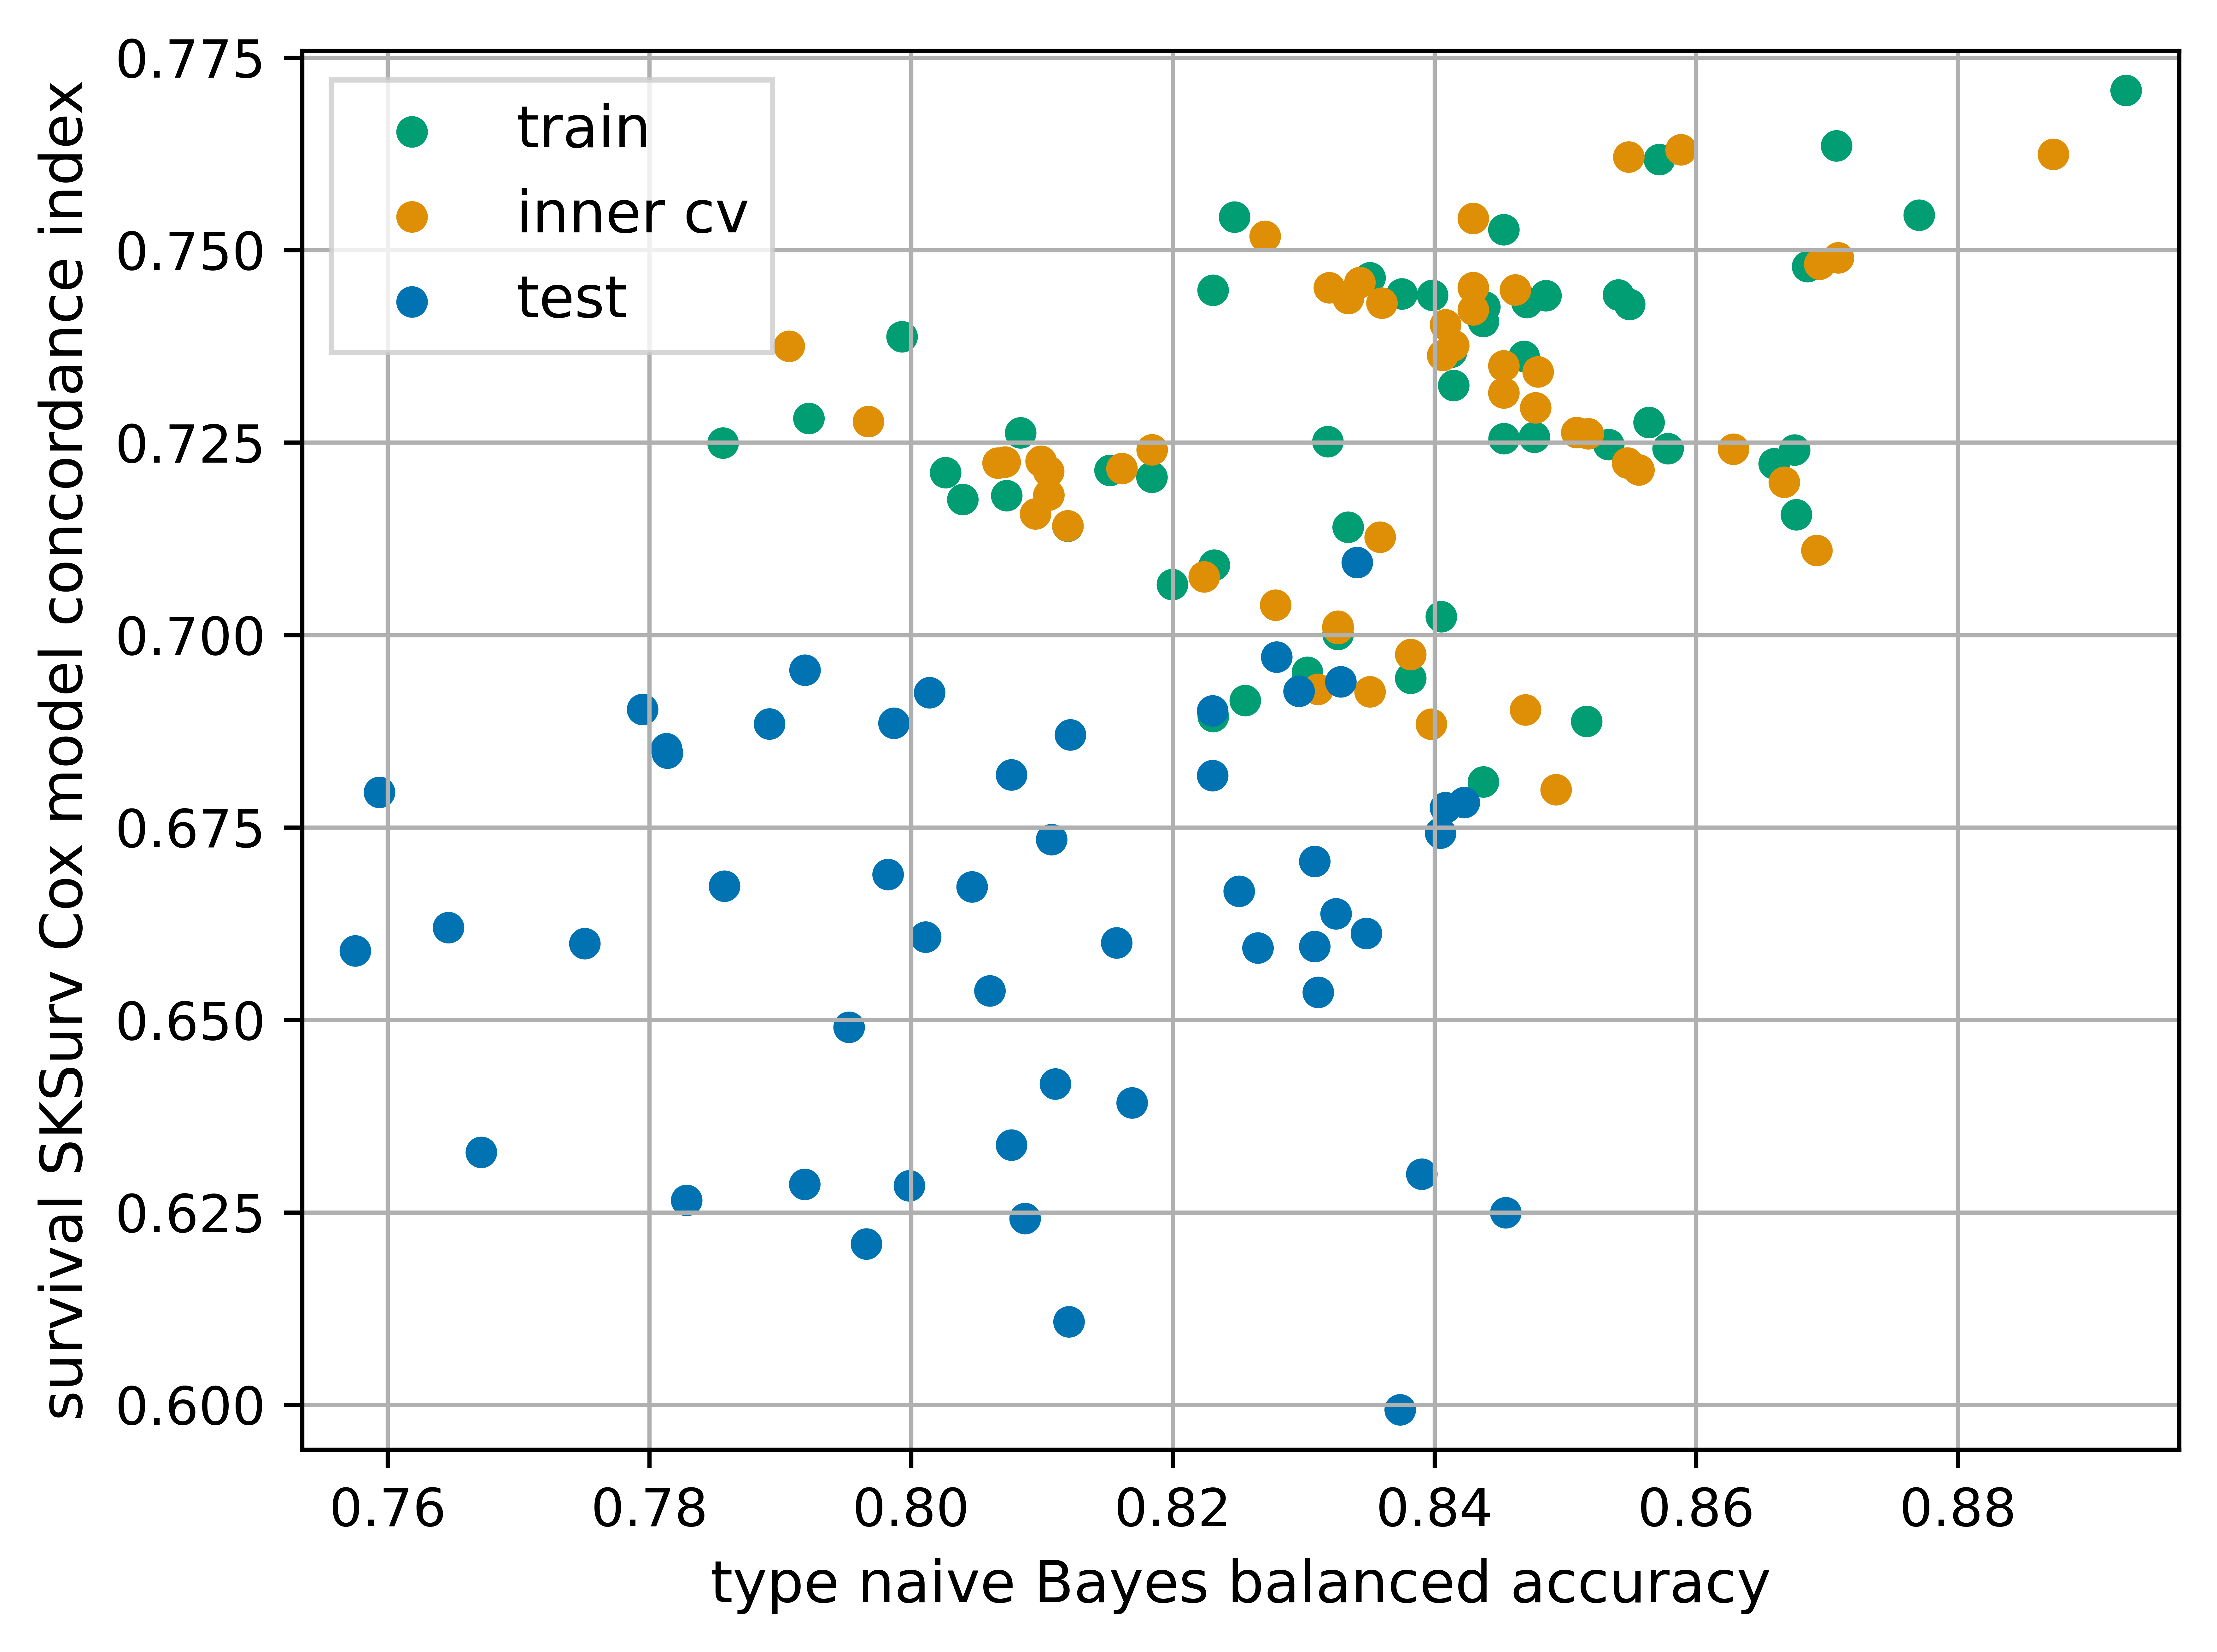 survival SKSurv Cox model concordance index
0.775
0.750
0.725
0.700
0.675
0.650
0.625
0.600
train
inner cv
test
0.76 0.78 0.80 0.82 0.84 0.86 0.88
type naive Bayes balanced accuracy